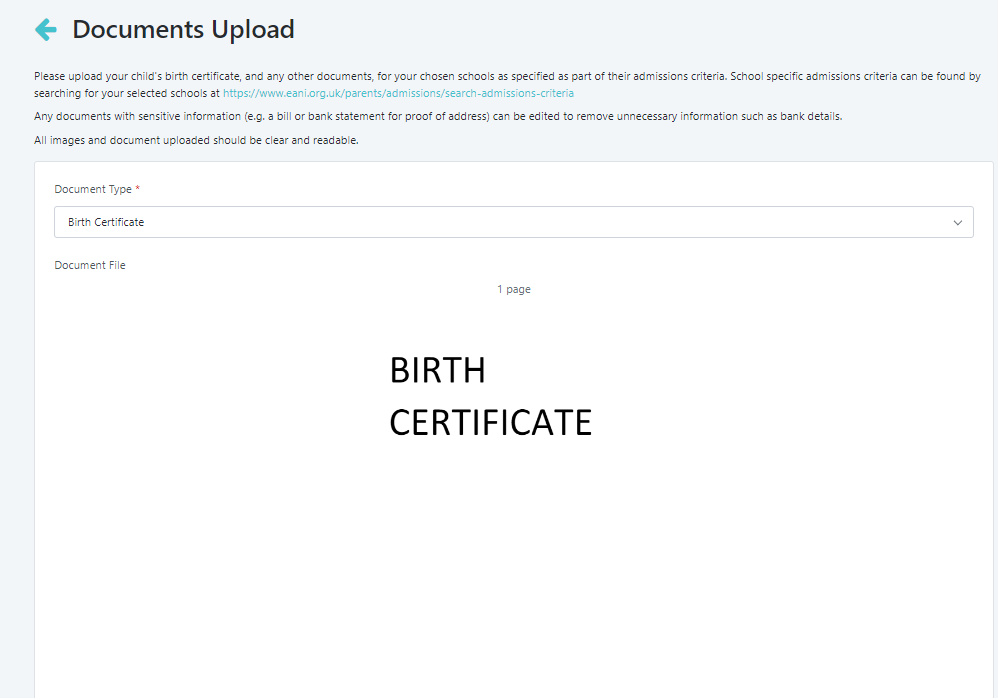 Documents Upload
Please upload your child's birth certificate, and any other documents, for your chosen schools as specified as part of their admissions criteria. School specific admissions criteria can be found by
searching for your selected schools at https://www.eani.org.uk/parents/admissions/search-admissions-criteria
Any documents with sensitive information (e.g. a bill or bank statement for proof of address) can be edited to remove unnecessary information such as bank details.
All images and document uploaded should be clear and readable.
Document Type *
Birth Certificate
Document File
1 page
BIRTH
CERTIFICATE